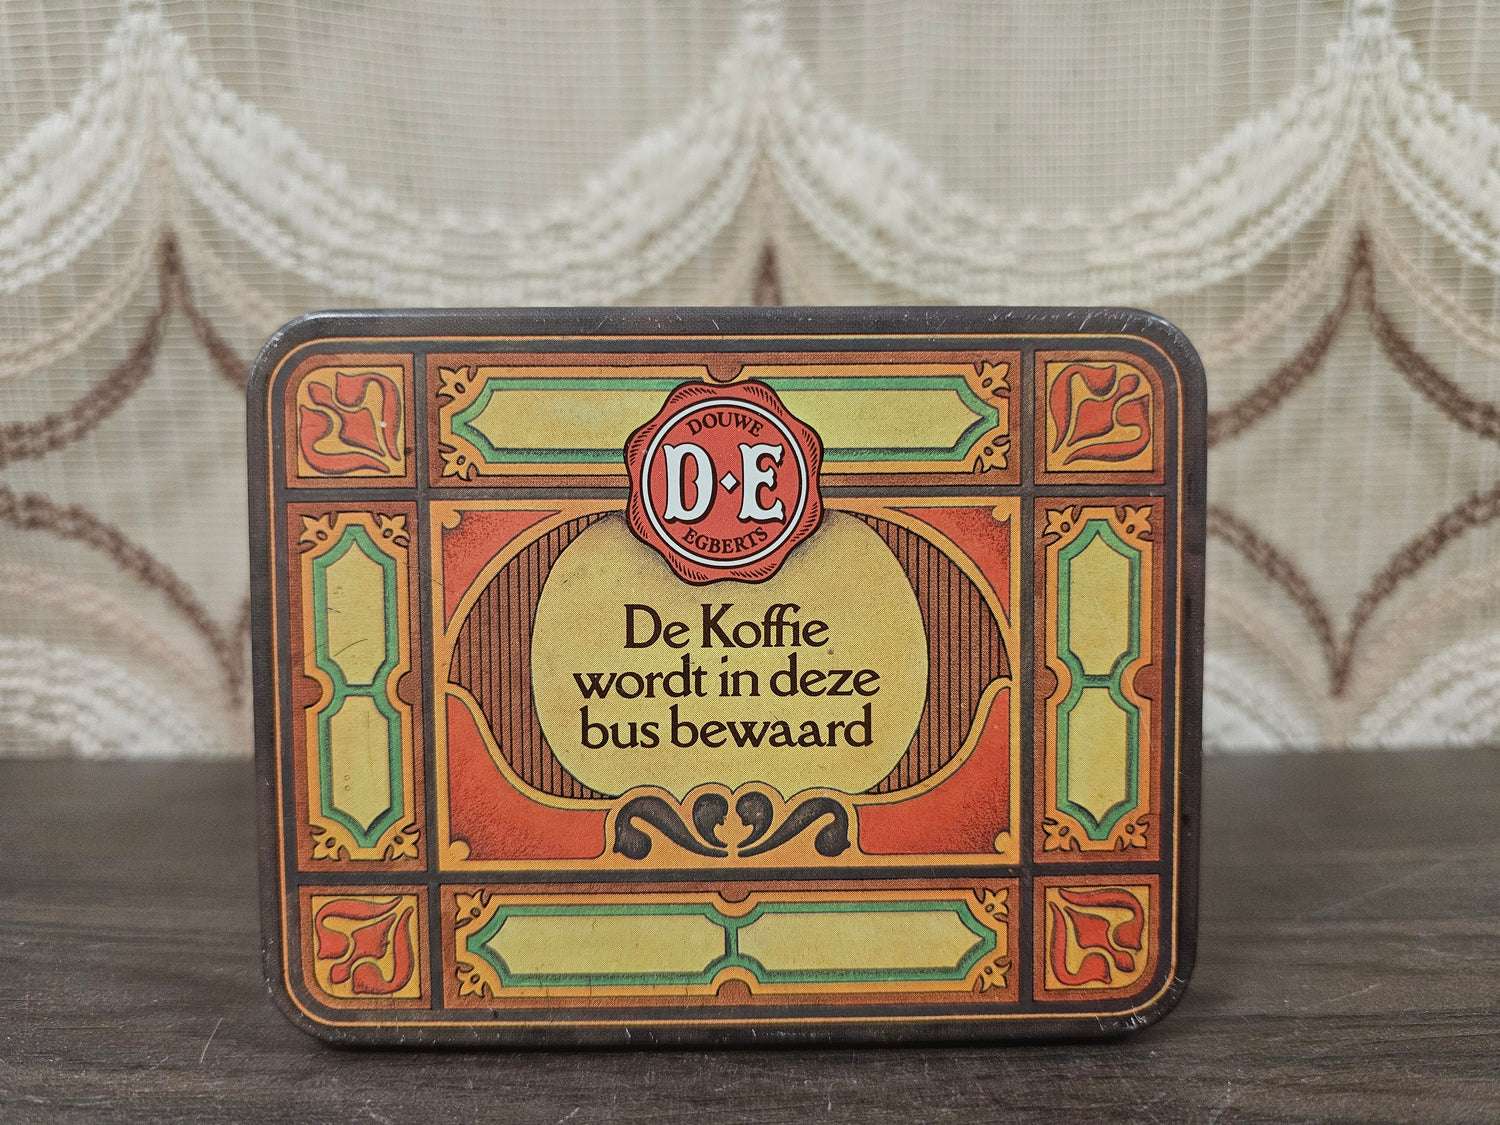 DOUWE
D·E
EGBERTS
De Koffie
wordt in deze
bus bewaard